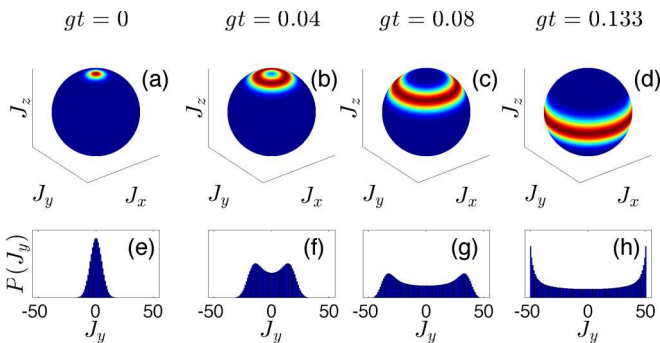 gt = 0 gt = 0.04 gt = 0.08 gt = 0.133
(a) (b) (c) (d)
J_z J_z J_z J_z
J_y J_x J_y J_x J_y J_x J_y J_x
P(J_y) (e) (f) (g) (h)
-50 0 50 -50 0 50 -50 0 50 -50 0 50
J_y J_y J_y J_y